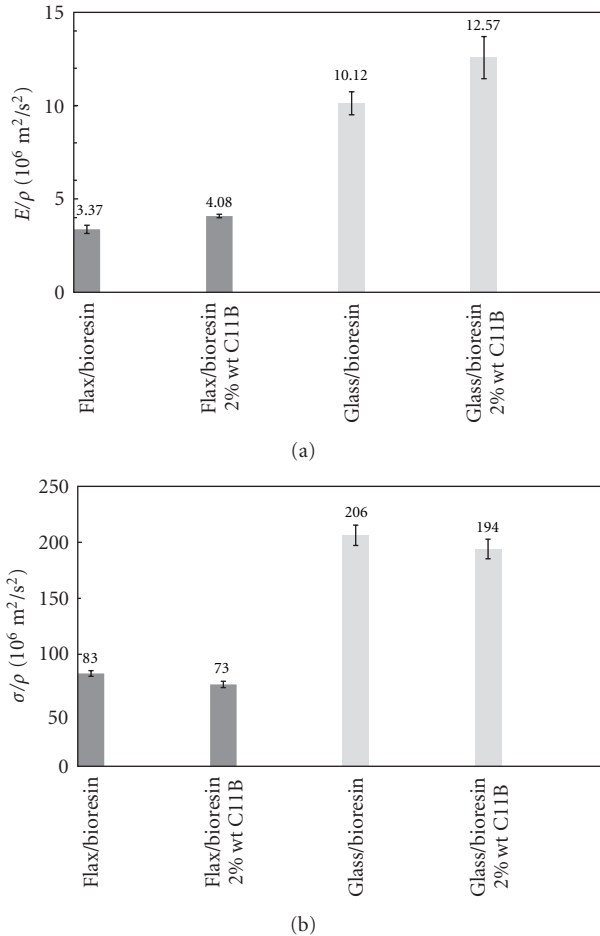 15
10
5
0
E/ρ (10⁶ m²/s²)
3.37
4.08
10.12
12.57
Flax/bioresin
Flax/bioresin
2% wt C11B
Glass/bioresin
Glass/bioresin
2% wt C11B
(a)
250
200
150
100
50
0
σ/ρ (10⁶ m²/s²)
83
73
206
194
Flax/bioresin
Flax/bioresin
2% wt C11B
Glass/bioresin
Glass/bioresin
2% wt C11B
(b)